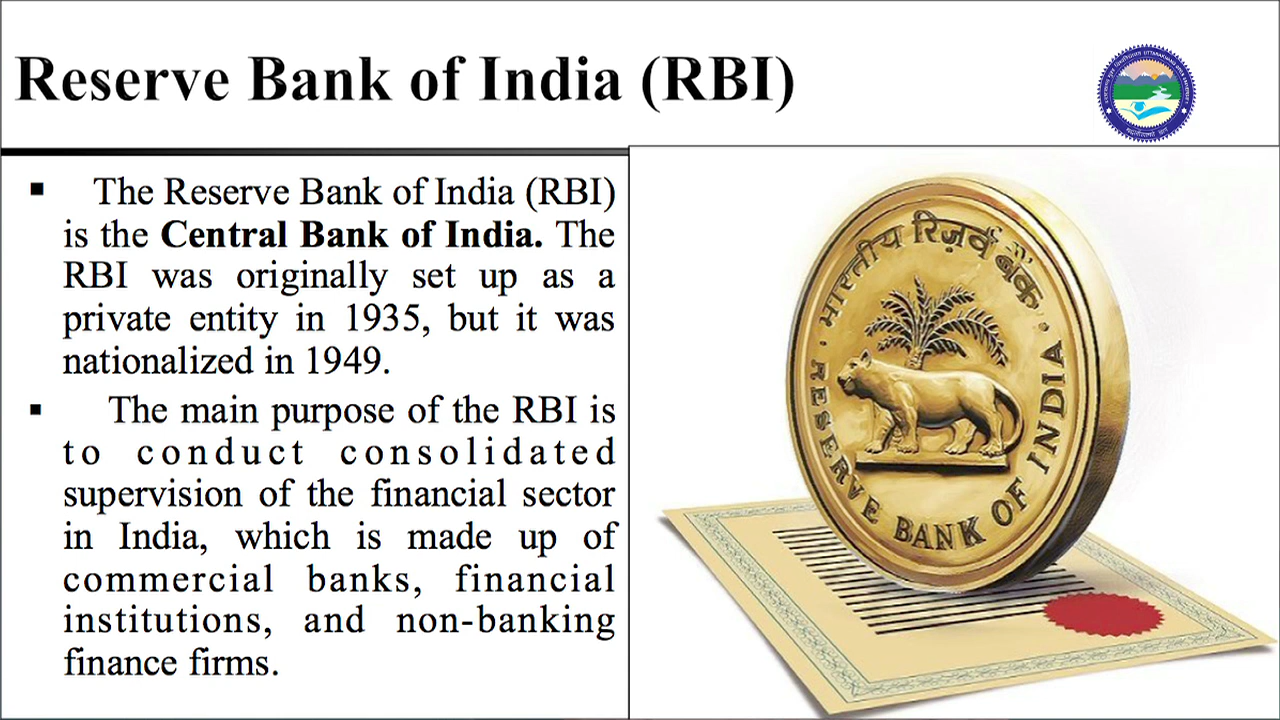 Reserve Bank of India (RBI)
▪ The Reserve Bank of India (RBI)
is the Central Bank of India. The
RBI was originally set up as a
private entity in 1935, but it was
nationalized in 1949.
▪ The main purpose of the RBI is
to conduct consolidated
supervision of the financial sector
in India, which is made up of
commercial banks, financial
institutions, and non-banking
finance firms.
भारतीय रिज़र्व बैंक
RESERVE BANK OF INDIA